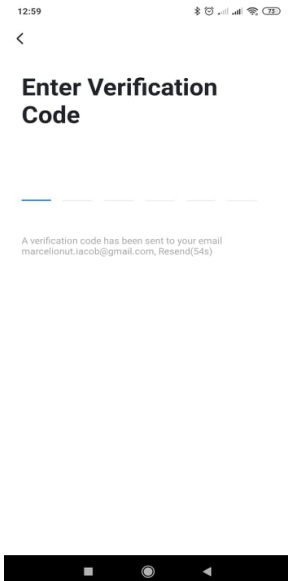 12:59
73
Enter Verification
Code
A verification code has been sent to your email
marcelionut.iacob@gmail.com, Resend(54s)